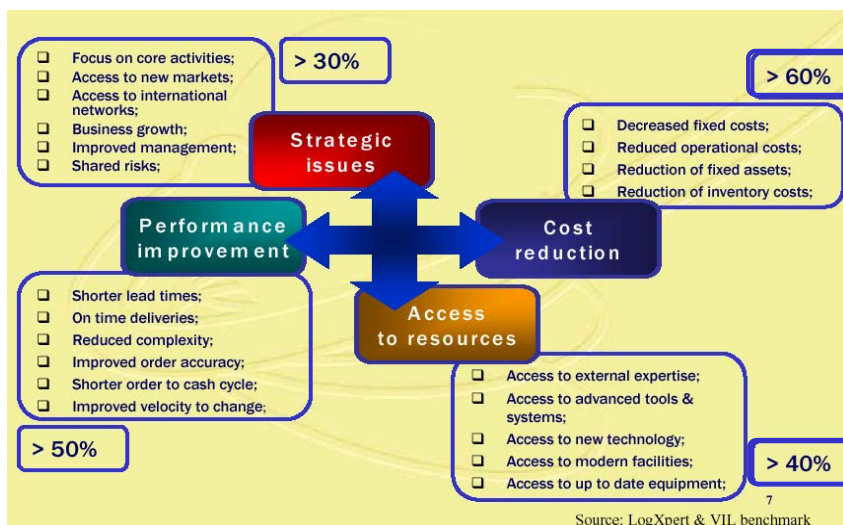 Focus on core activities;
Access to new markets;
Access to international
networks;
Business growth;
Improved management;
Shared risks;
> 30%
Strategic
issues
> 60%
Decreased fixed costs;
Reduced operational costs;
Reduction of fixed assets;
Reduction of inventory costs;
Performance
improvement
Cost
reduction
Shorter lead times;
On time deliveries;
Reduced complexity;
Improved order accuracy;
Shorter order to cash cycle;
Improved velocity to change;
> 50%
Access
to resources
Access to external expertise;
Access to advanced tools &
systems;
Access to new technology;
Access to modern facilities;
Access to up to date equipment;
> 40%
7
Source: LogXpert & VIL benchmark